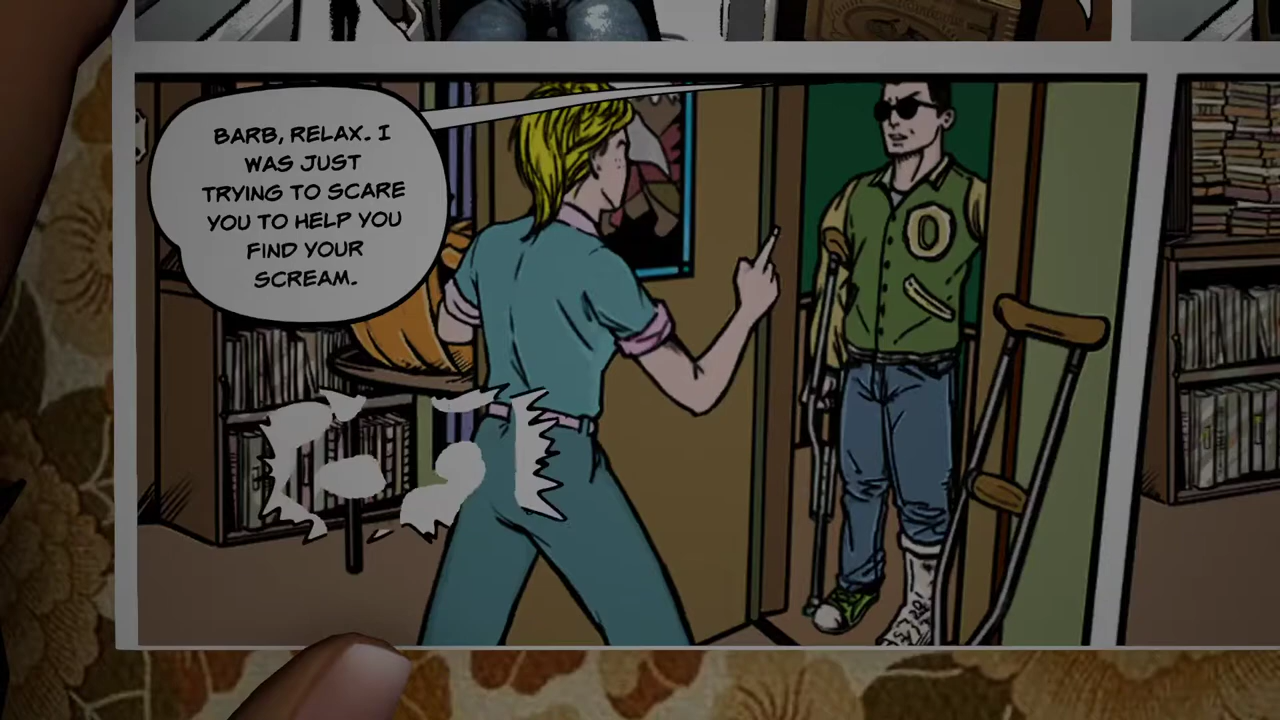 BARB, RELAX. I
WAS JUST
TRYING TO SCARE
YOU TO HELP YOU
FIND YOUR
SCREAM.
O